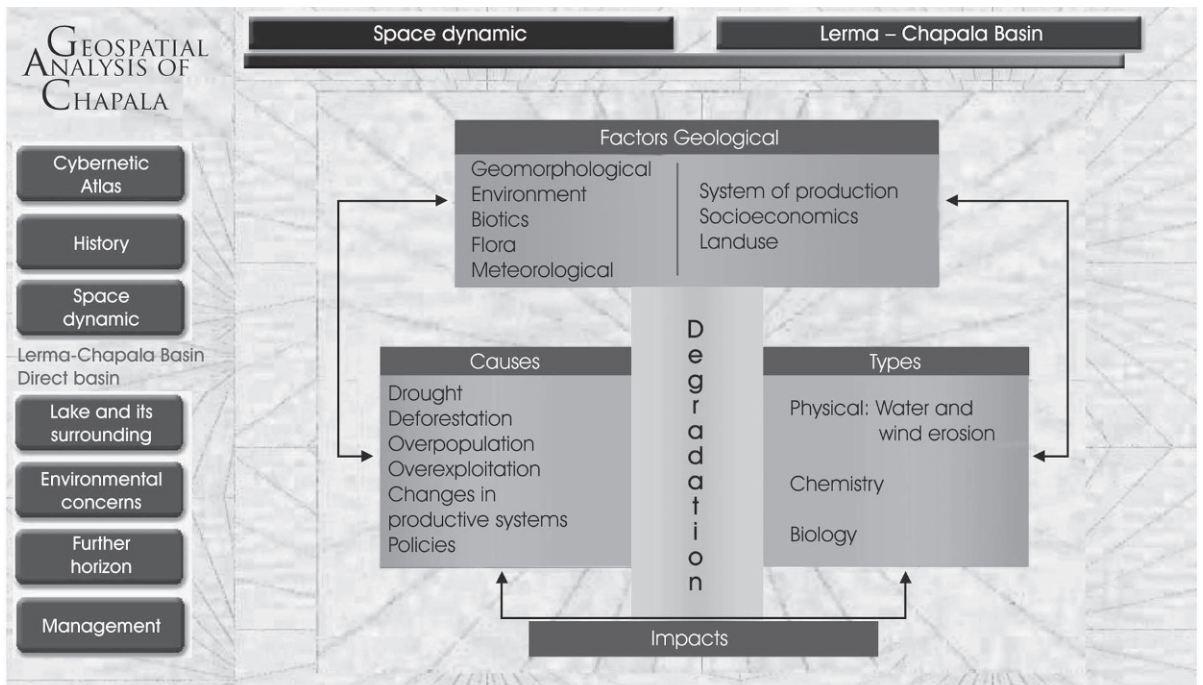 GEOSPATIAL
ANALYSIS OF
CHAPALA
Space dynamic
Lerma – Chapala Basin
Cybernetic
Atlas
History
Space
dynamic
Lerma-Chapala Basin
Direct basin
Lake and its
surrounding
Environmental
concerns
Further
horizon
Management
Factors Geological
Geomorphological
Environment
Biotics
Flora
Meteorological
System of production
Socioeconomics
Landuse
Causes
Drought
Deforestation
Overpopulation
Overexploitation
Changes in
productive systems
Policies
Degradation
Types
Physical: Water and
wind erosion
Chemistry
Biology
Impacts